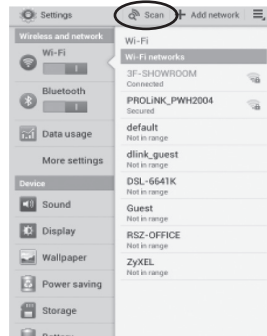 Settings
Scan
Add network
Wireless and network
Wi-Fi
Bluetooth
Data usage
More settings
Device
Sound
Display
Wallpaper
Power saving
Storage
Battery
Wi-Fi
Wi-Fi networks
3F-SHOWROOM
Connected
PROLiNK_PWH2004
Secured
default
Not in range
dlink_guest
Not in range
DSL-6641K
Not in range
Guest
Not in range
RSZ-OFFICE
Not in range
ZyXEL
Not in range